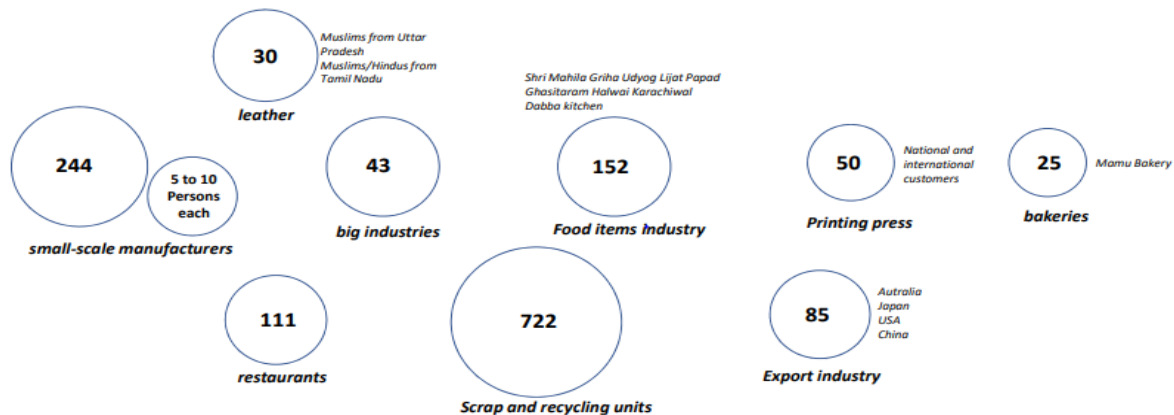 30
Muslims from Uttar
Pradesh
Muslims/Hindus from
Tamil Nadu
leather
Shri Mahila Griha Udyog Lijat Papad
Ghasitaram Halwai Karachiwal
Dabba kitchen
244
5 to 10
Persons
each
small-scale manufacturers
43
big industries
152
Food items industry
50
National and
international
customers
Printing press
25
Mamu Bakery
bakeries
111
restaurants
722
Scrap and recycling units
85
Autralia
Japan
USA
China
Export industry